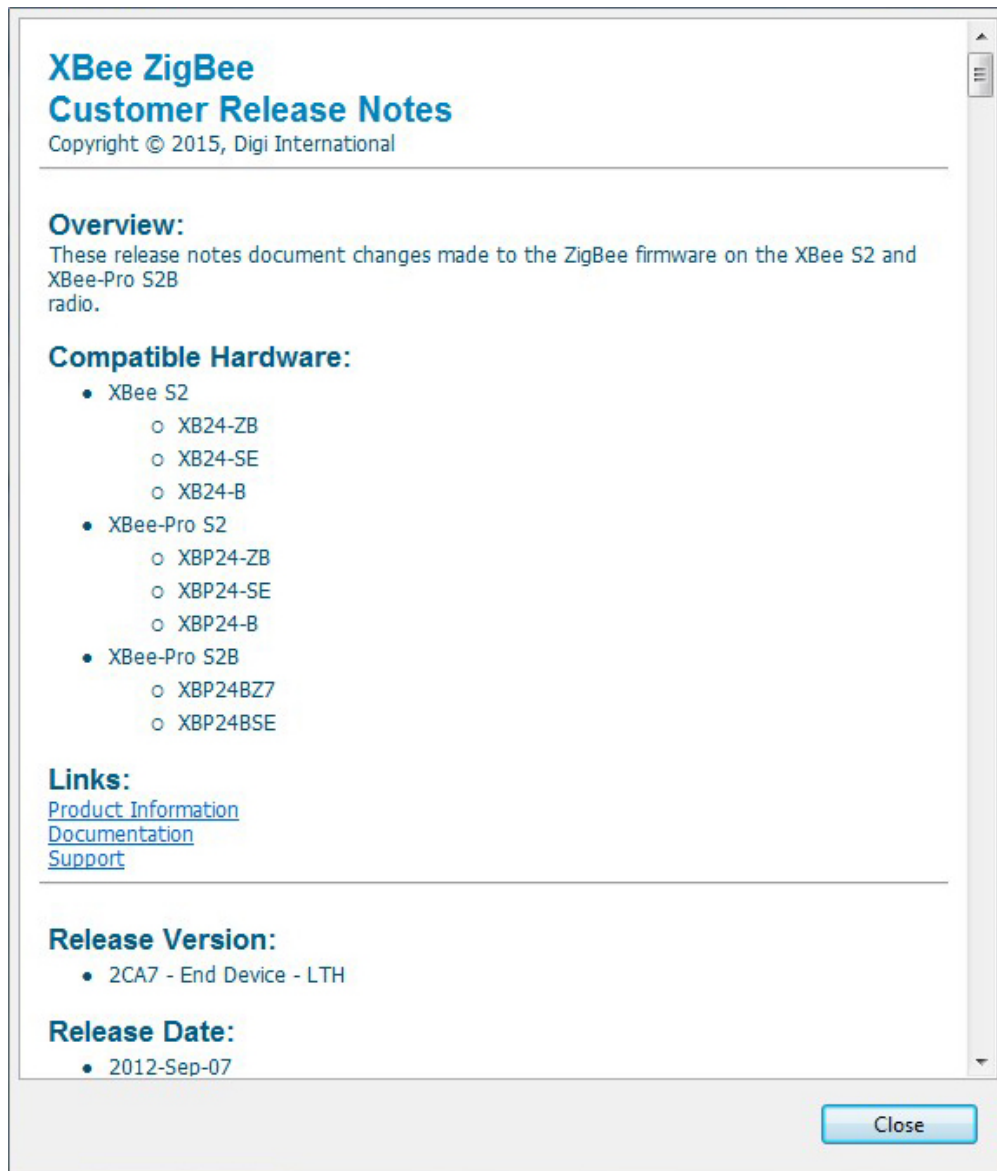 XBee ZigBee
Customer Release Notes
Copyright © 2015, Digi International
Overview:
These release notes document changes made to the ZigBee firmware on the XBee S2 and
XBee-Pro S2B
radio.
Compatible Hardware:
• XBee S2
○ XB24-ZB
○ XB24-SE
○ XB24-B
• XBee-Pro S2
○ XBP24-ZB
○ XBP24-SE
○ XBP24-B
• XBee-Pro S2B
○ XBP24BZ7
○ XBP24BSE
Links:
Product Information
Documentation
Support
Release Version:
• 2CA7 - End Device - LTH
Release Date:
• 2012-Sep-07
Close